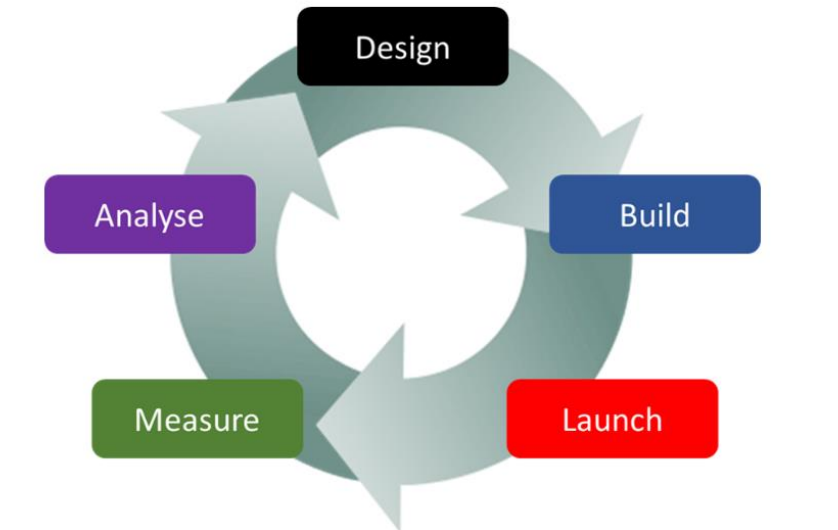 Design
Build
Launch
Measure
Analyse